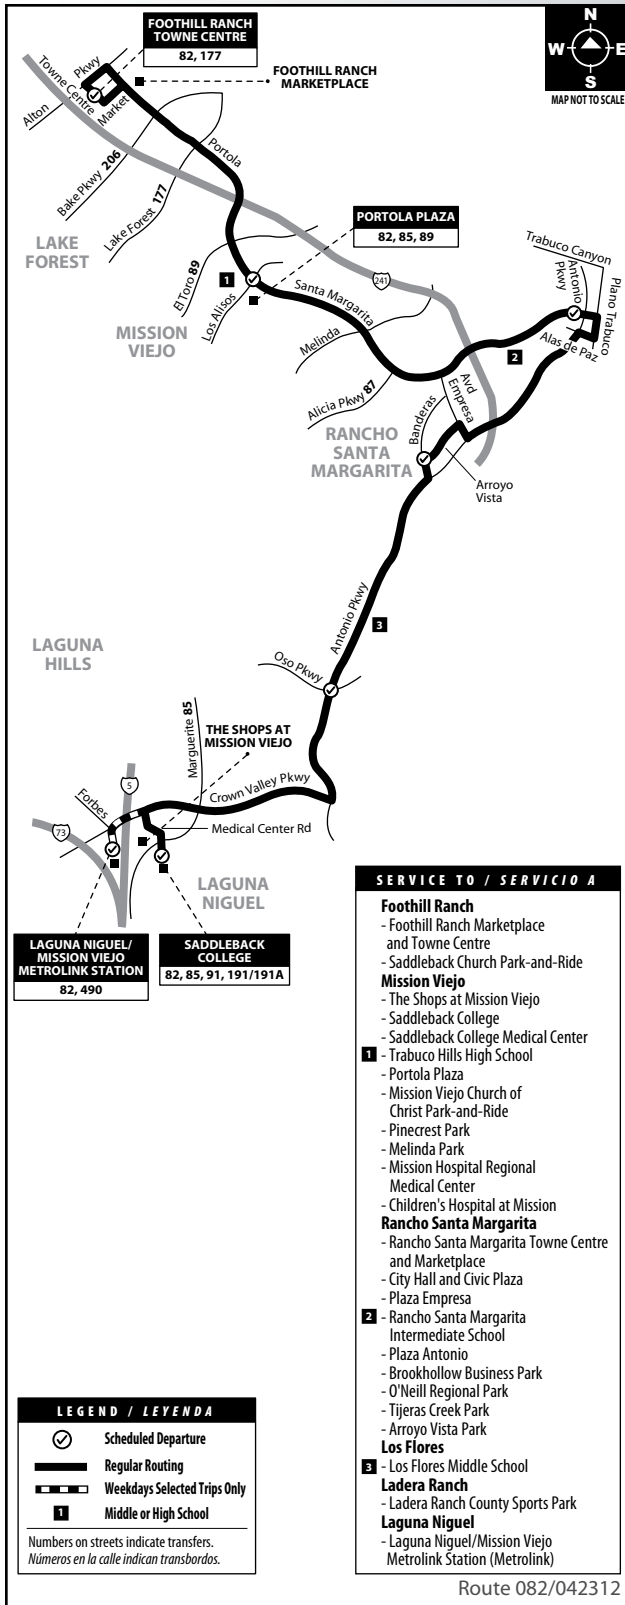 FOOTHILL RANCH
TOWNE CENTRE
82, 177
N
W
E
S
MAP NOT TO SCALE
FOOTHILL RANCH
MARKETPLACE
Pkwy
Towne Centre
Market
Alton
Portola
Bake Pkwy 206
Lake Forest 177
LAKE
FOREST
PORTOLA PLAZA
82, 85, 89
Trabuco Canyon
Antonio
Pkwy
Plano Trabuco
El Toro 89
1
Los Alisos
241
Santa Margarita
MISSION
VIEJO
Melinda
Alas de Paz
2
Alicia Pkwy 87
Avd
Empresa
Banderas
RANCHO
SANTA
MARGARITA
Arroyo
Vista
Antonio Pkwy
3
LAGUNA
HILLS
Oso Pkwy
Marguerite 85
THE SHOPS AT
MISSION VIEJO
Crown Valley Pkwy
Forbes
5
73
Medical Center Rd
LAGUNA
NIGUEL
LAGUNA NIGUEL/
MISSION VIEJO
METROLINK STATION
82, 490
SADDLEBACK
COLLEGE
82, 85, 91, 191/191A
SERVICE TO / SERVICIO A
Foothill Ranch
- Foothill Ranch Marketplace
and Towne Centre
- Saddleback Church Park-and-Ride
Mission Viejo
- The Shops at Mission Viejo
- Saddleback College
- Saddleback College Medical Center
1 - Trabuco Hills High School
- Portola Plaza
- Mission Viejo Church of
Christ Park-and-Ride
- Pinecrest Park
- Melinda Park
- Mission Hospital Regional
Medical Center
- Children's Hospital at Mission
Rancho Santa Margarita
- Rancho Santa Margarita Towne Centre
and Marketplace
- City Hall and Civic Plaza
- Plaza Empresa
2 - Rancho Santa Margarita
Intermediate School
- Plaza Antonio
- Brookhollow Business Park
- O'Neill Regional Park
- Tijeras Creek Park
- Arroyo Vista Park
Los Flores
3 - Los Flores Middle School
Ladera Ranch
- Ladera Ranch County Sports Park
Laguna Niguel
- Laguna Niguel/Mission Viejo
Metrolink Station (Metrolink)
LEGEND / LEYENDA
Scheduled Departure
Regular Routing
Weekdays Selected Trips Only
1 Middle or High School
Numbers on streets indicate transfers.
Números en la calle indican transbordos.
Route 082/042312